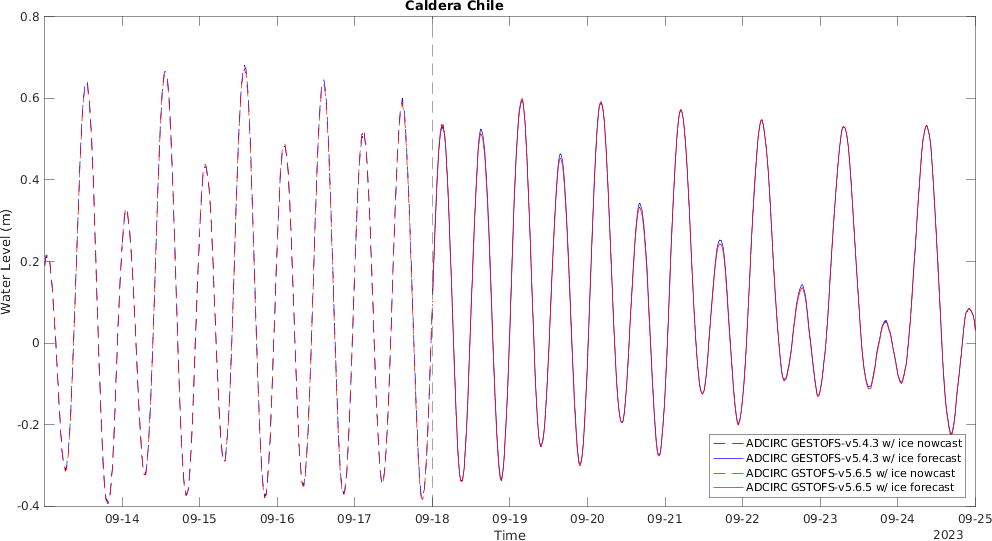 Caldera Chile
0.8
0.6
0.4
0.2
0
-0.2
-0.4
Water Level (m)
ADCIRC GESTOFS-v5.4.3 w/ ice nowcast
ADCIRC GESTOFS-v5.4.3 w/ ice forecast
ADCIRC GSTOFS-v5.6.5 w/ ice nowcast
ADCIRC GSTOFS-v5.6.5 w/ ice forecast
09-14 09-15 09-16 09-17 09-18 09-19 09-20 09-21 09-22 09-23 09-24 09-25
Time
2023